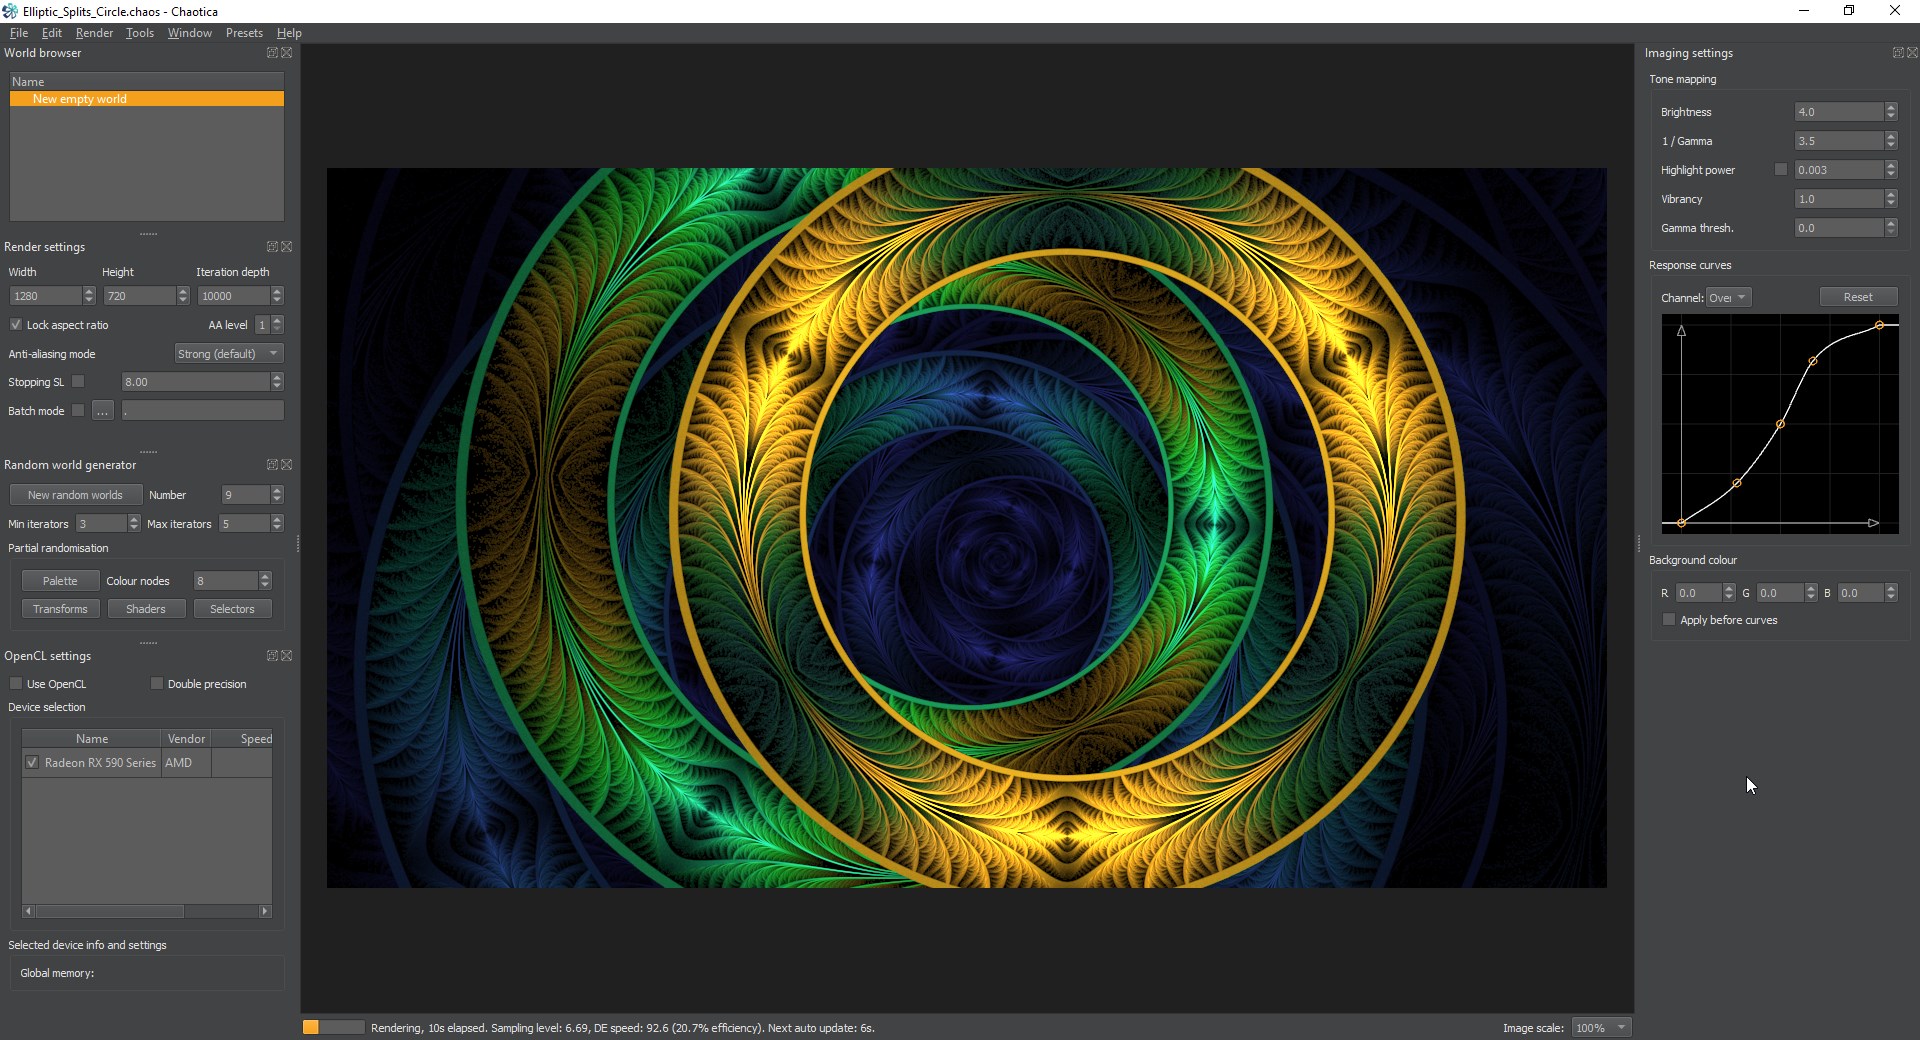 Elliptic_Splits_Circle.chaos - Chaotica
File Edit Render Tools Window Presets Help
World browser
Name
New empty world
Render settings
Width Height Iteration depth
1280 720 10000
Lock aspect ratio AA level 1
Anti-aliasing mode Strong (default)
Stopping SL 8.00
Batch mode ... .
Random world generator
New random worlds Number 9
Min iterators 3 Max iterators 5
Partial randomisation
Palette Colour nodes 8
Transforms Shaders Selectors
OpenCL settings
Use OpenCL Double precision
Device selection
Name Vendor Speed
Radeon RX 590 Series AMD
Selected device info and settings
Global memory:
Rendering, 10s elapsed. Sampling level: 6.69, DE speed: 92.6 (20.7% efficiency). Next auto update: 6s.
Image scale: 100%
Imaging settings
Tone mapping
Brightness 4.0
1 / Gamma 3.5
Highlight power 0.003
Vibrancy 1.0
Gamma thresh. 0.0
Response curves
Channel: Over Reset
Background colour
R 0.0 G 0.0 B 0.0
Apply before curves